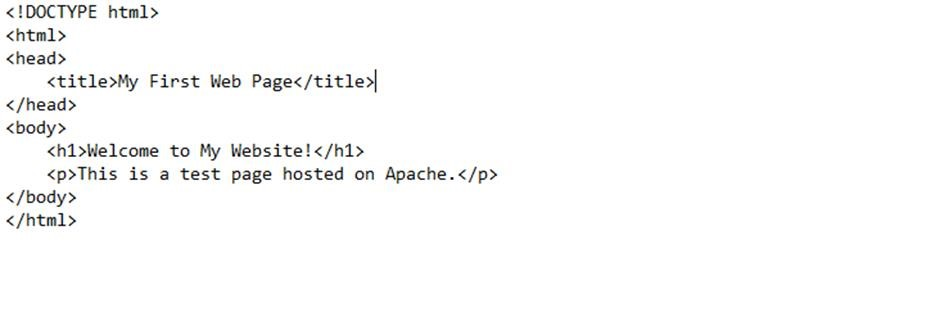 <!DOCTYPE html>
<html>
<head>
    <title>My First Web Page</title>
</head>
<body>
    <h1>Welcome to My Website!</h1>
    <p>This is a test page hosted on Apache.</p>
</body>
</html>